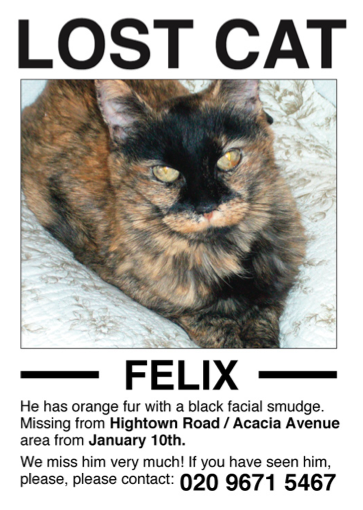 LOST CAT
FELIX
He has orange fur with a black facial smudge.
Missing from Hightown Road / Acacia Avenue
area from January 10th.
We miss him very much! If you have seen him,
please, please contact: 020 9671 5467